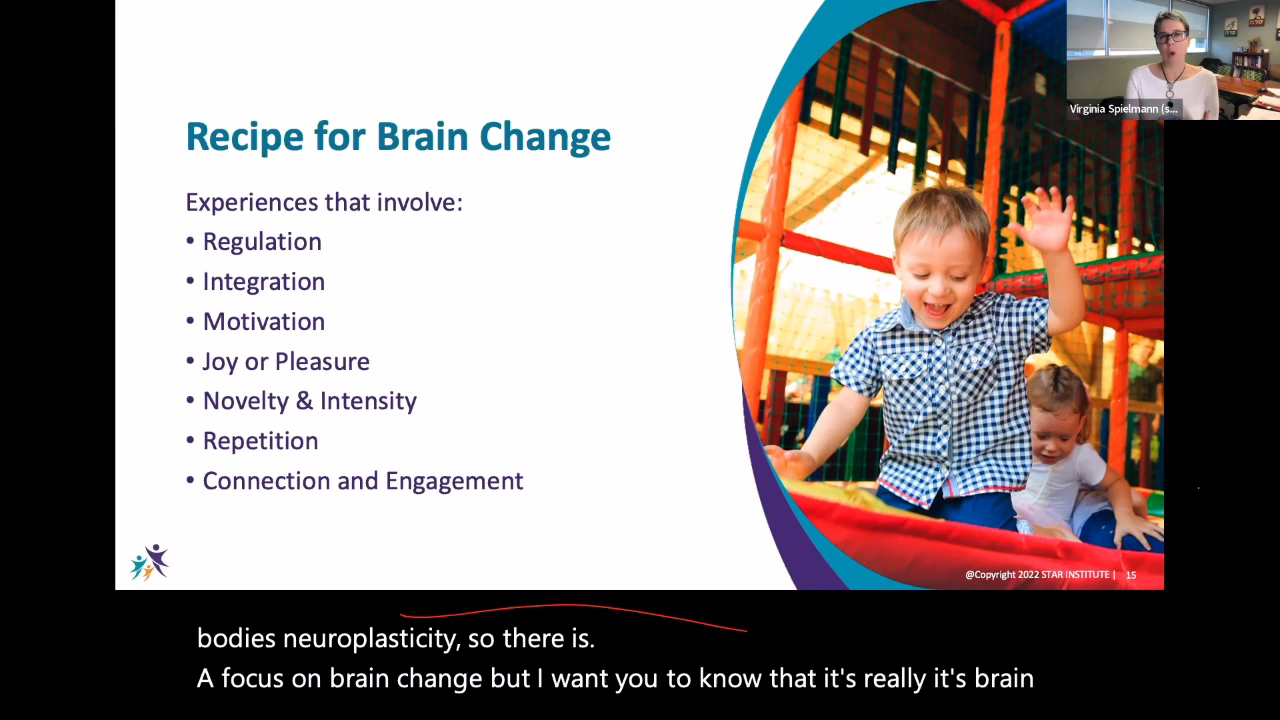 Recipe for Brain Change
Experiences that involve:
• Regulation
• Integration
• Motivation
• Joy or Pleasure
• Novelty & Intensity
• Repetition
• Connection and Engagement
Virginia Spielmann (s...
@Copyright 2022 STAR INSTITUTE | 15
bodies neuroplasticity, so there is.
A focus on brain change but I want you to know that it's really it's brain